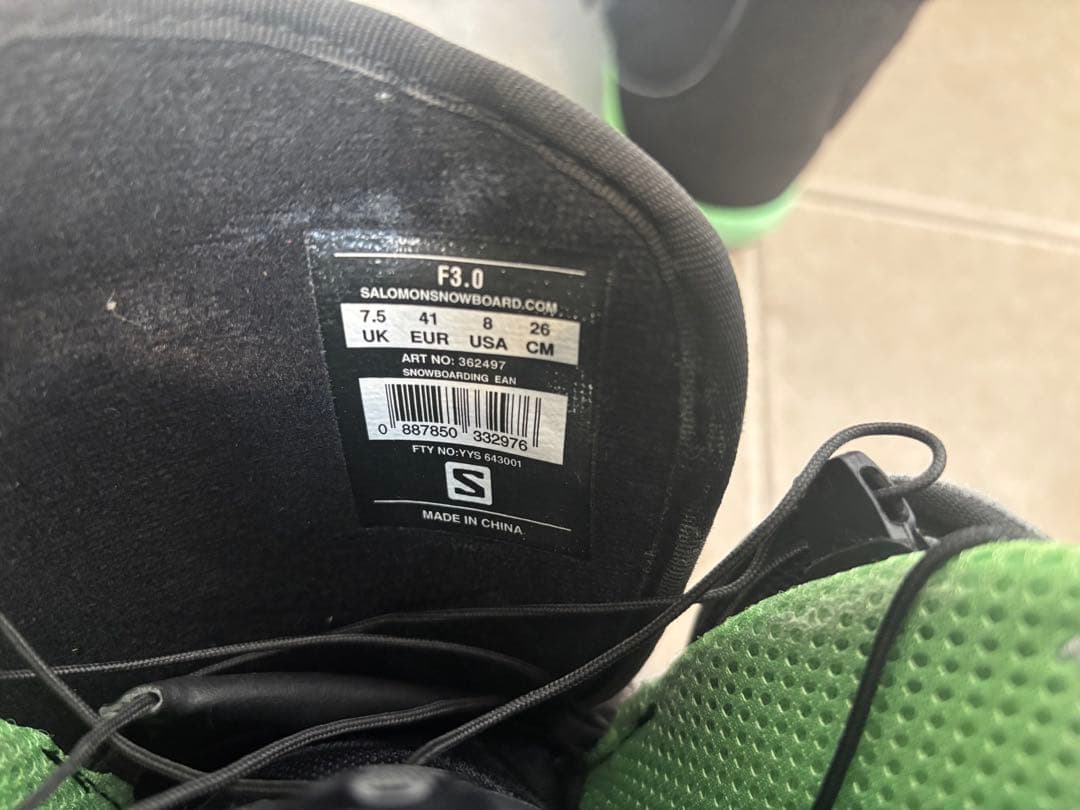 F3.0
SALOMONSNOWBOARD.COM
7.5 41 8 26
UK EUR USA CM
ART NO: 362497
SNOWBOARDING EAN
0 887850 332976
FTY NO:YYS 643001
S
MADE IN CHINA